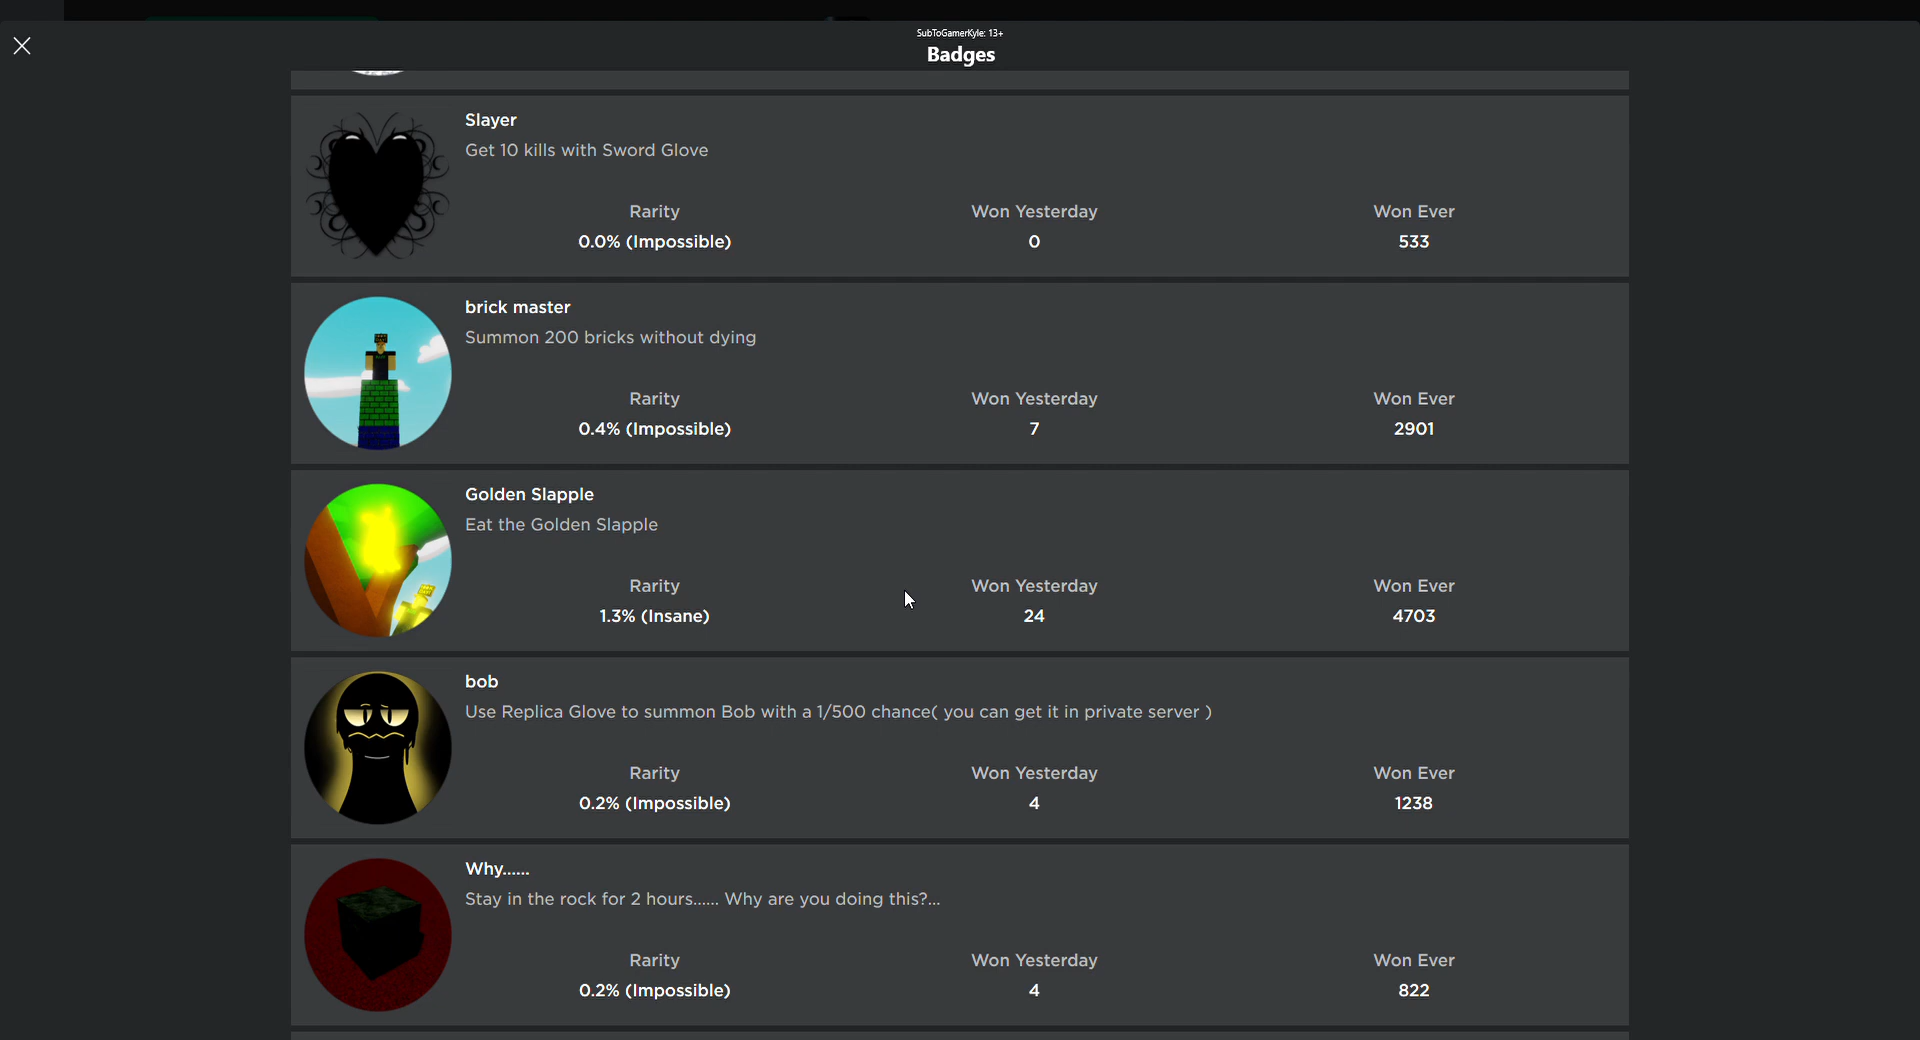 SubToGamerKyle: 13+
Badges
Slayer
Get 10 kills with Sword Glove
Rarity Won Yesterday Won Ever
0.0% (Impossible) 0 533
brick master
Summon 200 bricks without dying
Rarity Won Yesterday Won Ever
0.4% (Impossible) 7 2901
Golden Slapple
Eat the Golden Slapple
Rarity Won Yesterday Won Ever
1.3% (Insane) 24 4703
bob
Use Replica Glove to summon Bob with a 1/500 chance( you can get it in private server )
Rarity Won Yesterday Won Ever
0.2% (Impossible) 4 1238
Why......
Stay in the rock for 2 hours...... Why are you doing this?...
Rarity Won Yesterday Won Ever
0.2% (Impossible) 4 822